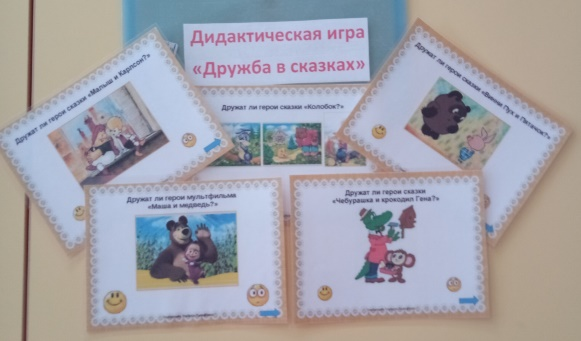 Дидактическая игра
«Дружба в сказках»
Дружат ли герои сказки «Малыш и Карлсон?»
Дружат ли герои сказки «Колобок?»
Дружат ли герои сказки «Винни Пух и Пятачок?»
Дружат ли герои мультфильма
«Маша и медведь?»
Дружат ли герои сказки
«Чебурашка и крокодил Гена?»